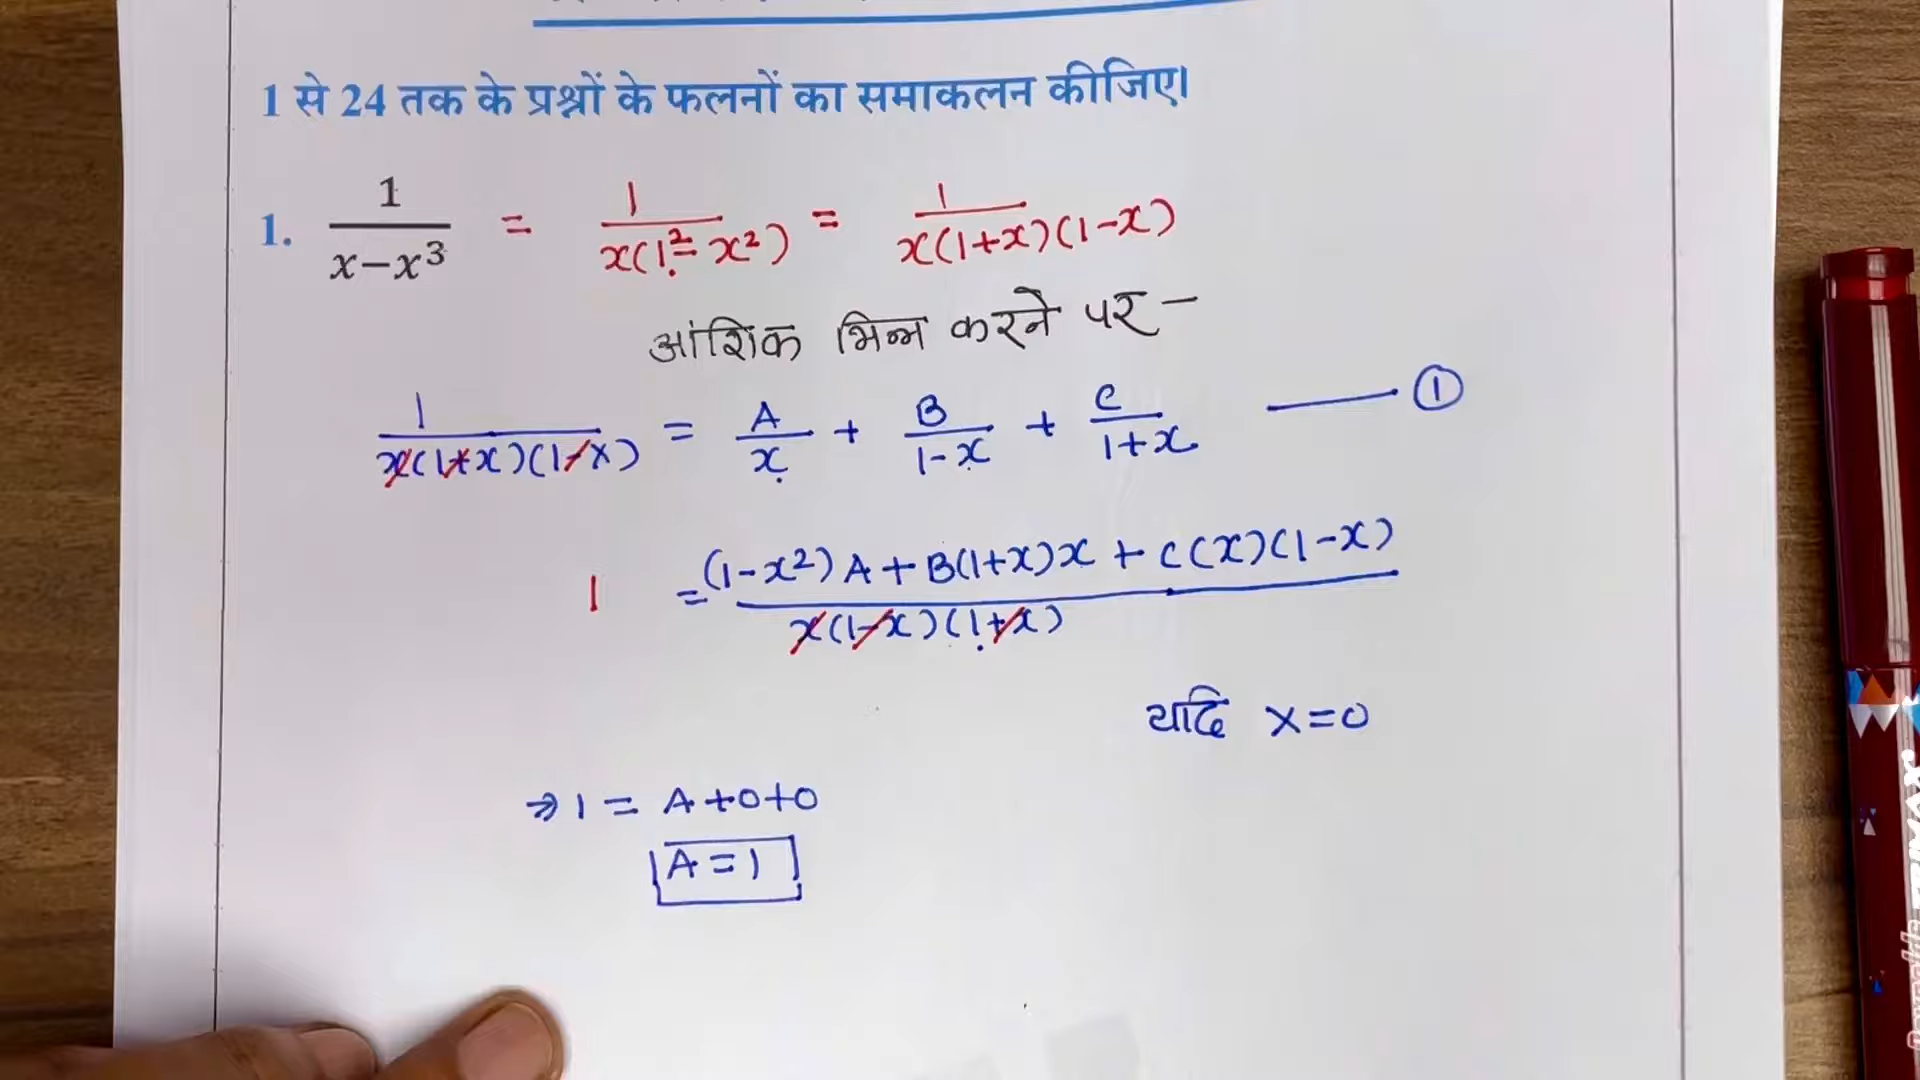 1 से 24 तक के प्रश्नों के फलनों का समाकलन कीजिए।
1. 1/(x−x³) = 1/(x(1²−x²)) = 1/(x(1+x)(1−x))
आंशिक भिन्न करने पर −
1/(x(1+x)(1−x)) = A/x + B/(1−x) + C/(1+x) —— ①
1 = ((1−x²)A + B(1+x)x + C(x)(1−x))/(x(1−x)(1+x))
यदि x=0
⇒ 1 = A+0+0
A=1